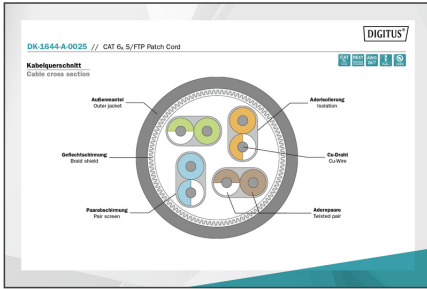 DIGITUS®
DK-1644-A-0025 // CAT 6A S/FTP Patch Cord
Kabelquerschnitt
Cable cross section
Außenmantel
Outer jacket
Aderisolierung
Isolation
Geflechtschirmung
Braid shield
Cu-Draht
Cu-Wire
Paarabschirmung
Pair screen
Aderspaare
Twisted pair